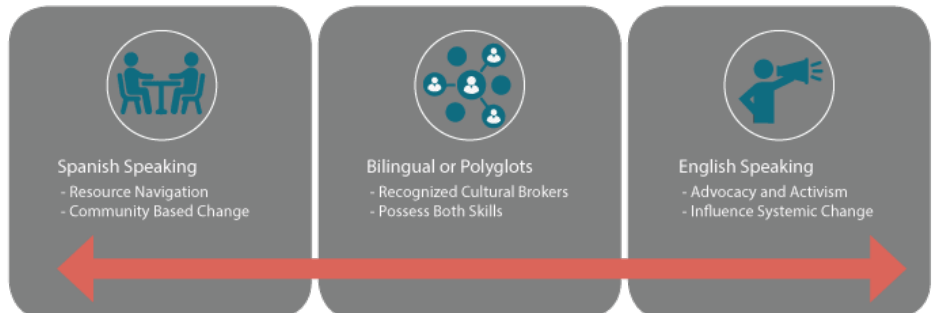 Spanish Speaking
- Resource Navigation
- Community Based Change
Bilingual or Polyglots
- Recognized Cultural Brokers
- Possess Both Skills
English Speaking
- Advocacy and Activism
- Influence Systemic Change